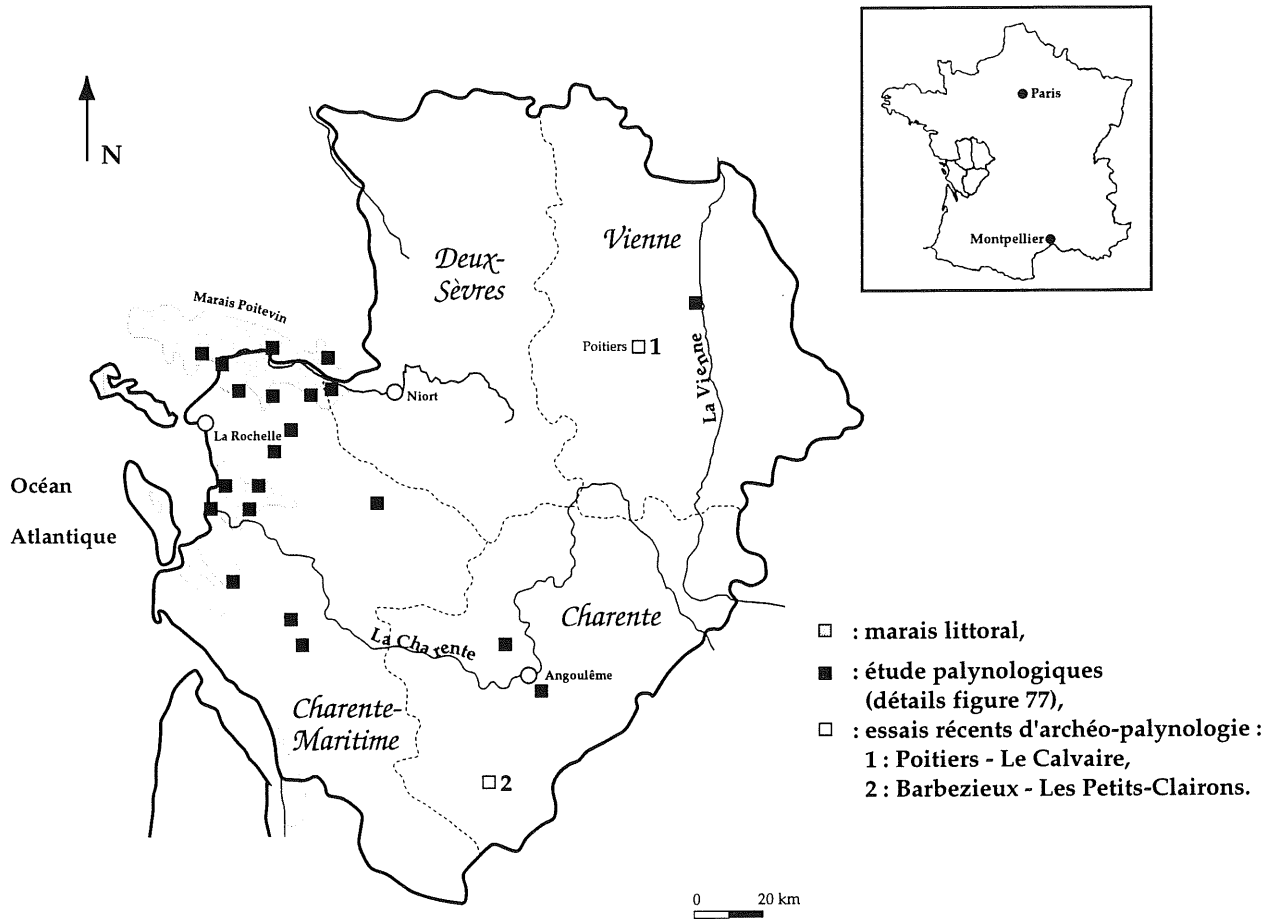 N
Paris
Montpellier
Vienne
Deux-
Sèvres
Marais Poitevin
Poitiers
1
La Vienne
Niort
La Rochelle
Océan
Atlantique
Charente
La Charente
Angoulême
Charente-
Maritime
2
: marais littoral,
: étude palynologiques
(détails figure 77),
: essais récents d'archéo-palynologie :
1 : Poitiers - Le Calvaire,
2 : Barbezieux - Les Petits-Clairons.
0 20 km